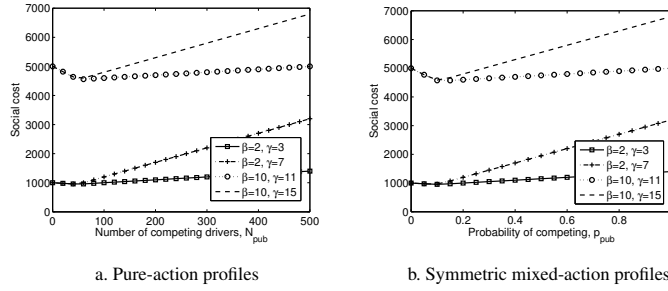 7000
6000
5000
4000
3000
2000
1000
0
Social cost
0 100 200 300 400 500
Number of competing drivers, N_pub
β=2, γ=3
β=2, γ=7
β=10, γ=11
β=10, γ=15
a. Pure-action profiles
7000
6000
5000
4000
3000
2000
1000
0
Social cost
0 0.2 0.4 0.6 0.8
Probability of competing, p_pub
β=2, γ=3
β=2, γ=7
β=10, γ=11
β=10, γ=15
b. Symmetric mixed-action profiles